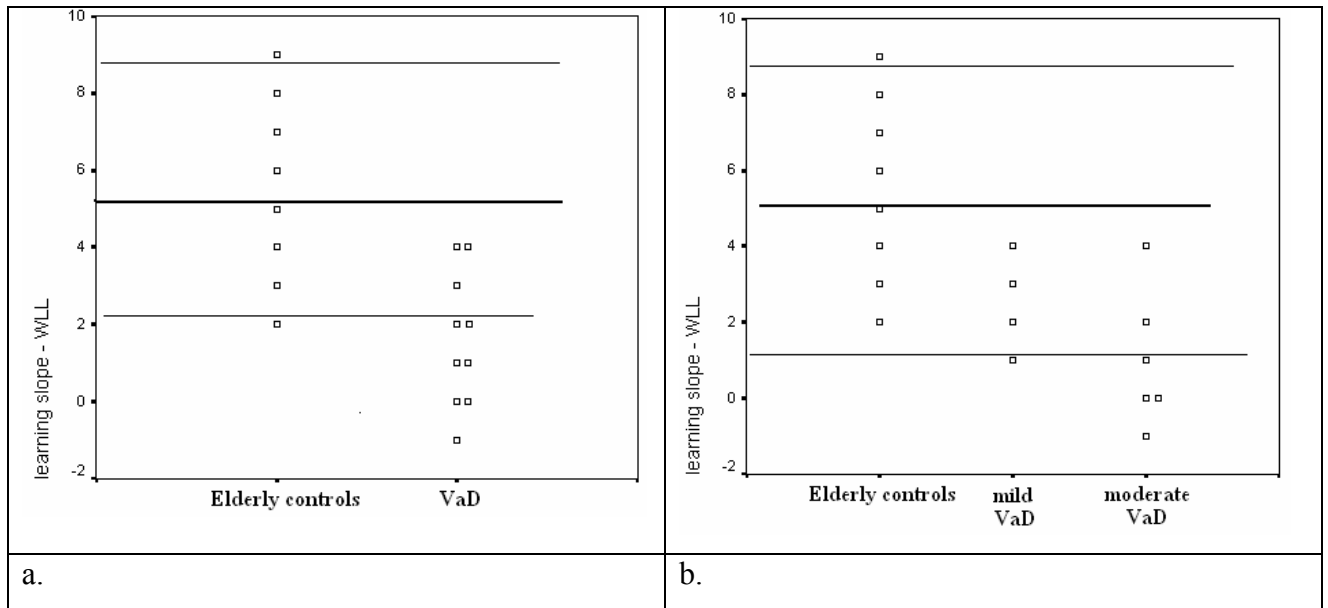 10
8
6
4
2
0
-2
learning slope - WLL
Elderly controls VaD
a.
10
8
6
4
2
0
-2
learning slope - WLL
Elderly controls mild moderate
VaD VaD
b.